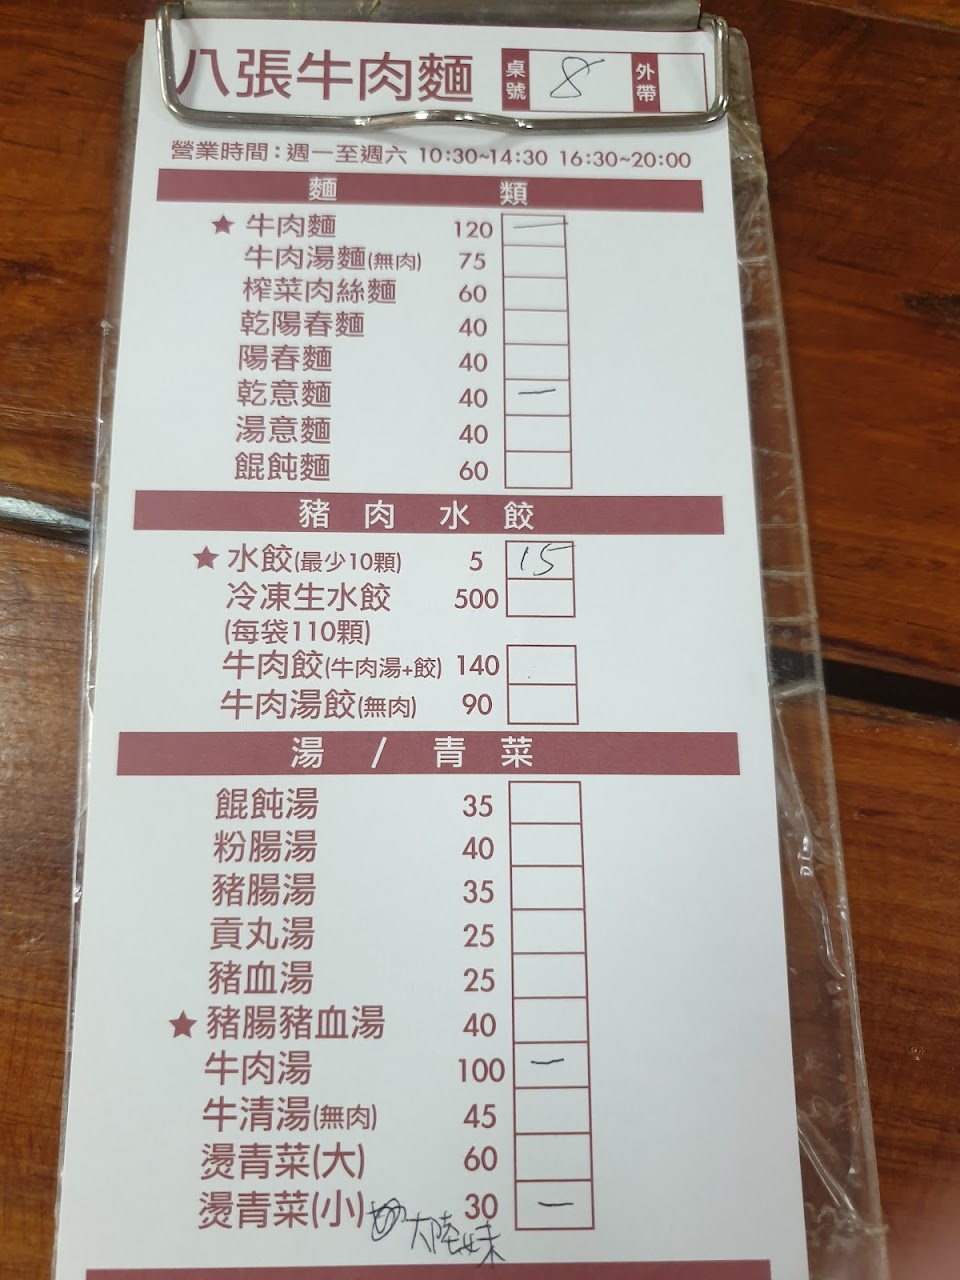 八張牛肉麵 桌號 8 外帶
營業時間：週一至週六 10:30~14:30 16:30~20:00
麵 類
★ 牛肉麵 120 一
牛肉湯麵(無肉) 75
榨菜肉絲麵 60
乾陽春麵 40
陽春麵 40
乾意麵 40 一
湯意麵 40
餛飩麵 60
豬肉水餃
★ 水餃(最少10顆) 5 15
冷凍生水餃 500
(每袋110顆)
牛肉餃(牛肉湯+餃) 140
牛肉湯餃(無肉) 90
湯 / 青菜
餛飩湯 35
粉腸湯 40
豬腸湯 35
貢丸湯 25
豬血湯 25
★ 豬腸豬血湯 40
牛肉湯 100 一
牛清湯(無肉) 45
燙青菜(大) 60
燙青菜(小) 30 一
大陸妹